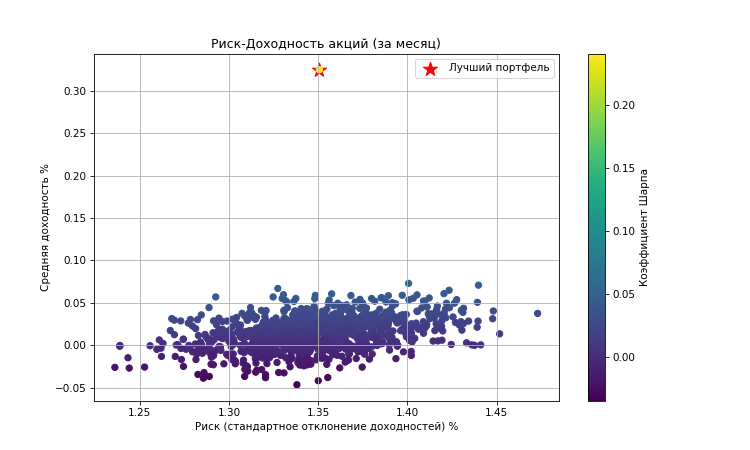 Риск-Доходность акций (за месяц)
Лучший портфель
Средняя доходность %
0.30
0.25
0.20
0.15
0.10
0.05
0.00
−0.05
1.25 1.30 1.35 1.40 1.45
Риск (стандартное отклонение доходностей) %
0.20
0.15
0.10
0.05
0.00
Коэффициент Шарпа